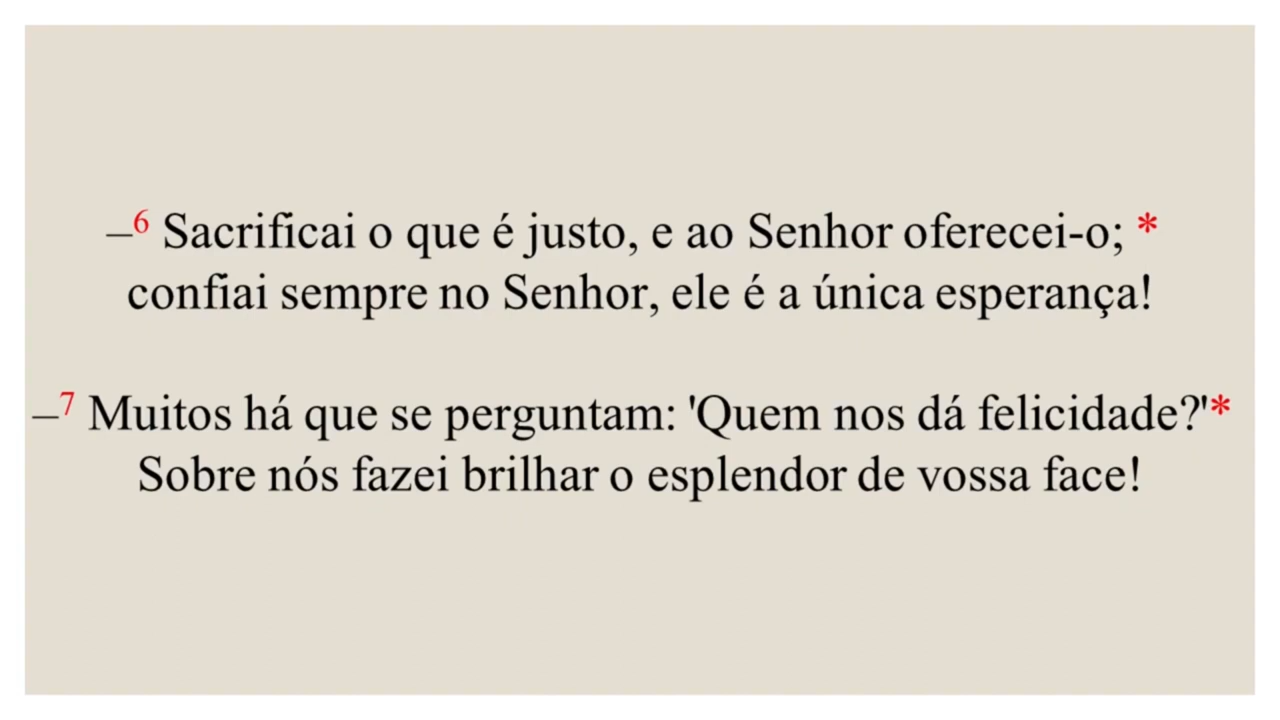 –6 Sacrificai o que é justo, e ao Senhor oferecei-o; *
confiai sempre no Senhor, ele é a única esperança!
–7 Muitos há que se perguntam: 'Quem nos dá felicidade?'*
Sobre nós fazei brilhar o esplendor de vossa face!